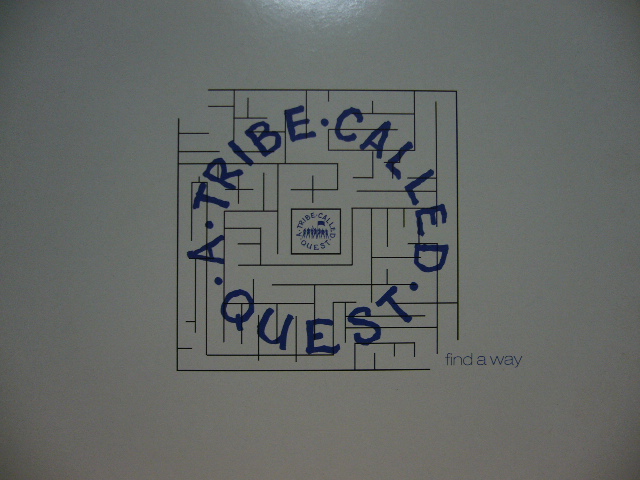 A·TRIBE·CALLED·QUEST·
A·TRIBE·CALLED
QUEST
find a way